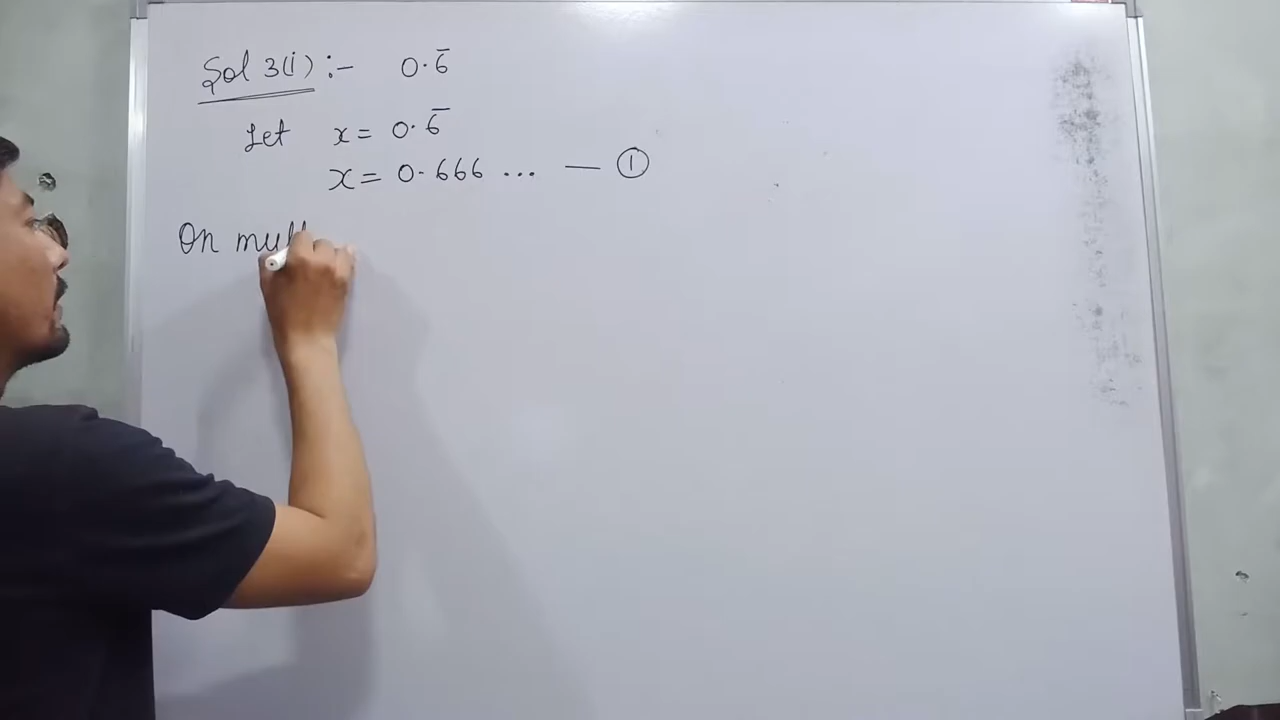 Sol 3(i) :- 0.6̅
Let x = 0.6̅
x = 0.666 ... — ①
On mul